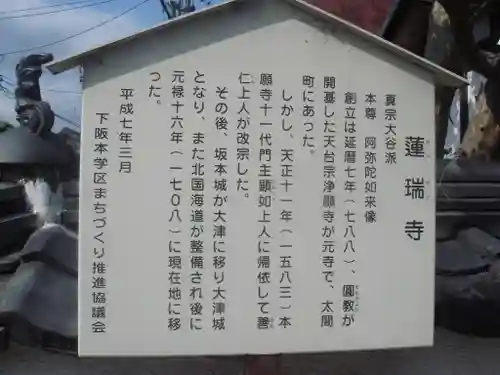 蓮瑞寺
れん ずい じ
真宗大谷派
本尊 阿弥陀如来像
創立は延暦七年(七八八)、圓教が
開基した天台宗浄願寺が元寺で、太間
町にあった。
しかし、天正十一年(一五八三)本
願寺十一代門主顕如上人に帰依して善
仁上人が改宗した。
その後、坂本城が大津に移り大津城
となり、また北国海道が整備され後に
元禄十六年(一七〇八)に現在地に移
った。
平成七年三月
下阪本学区まちづくり推進協議会